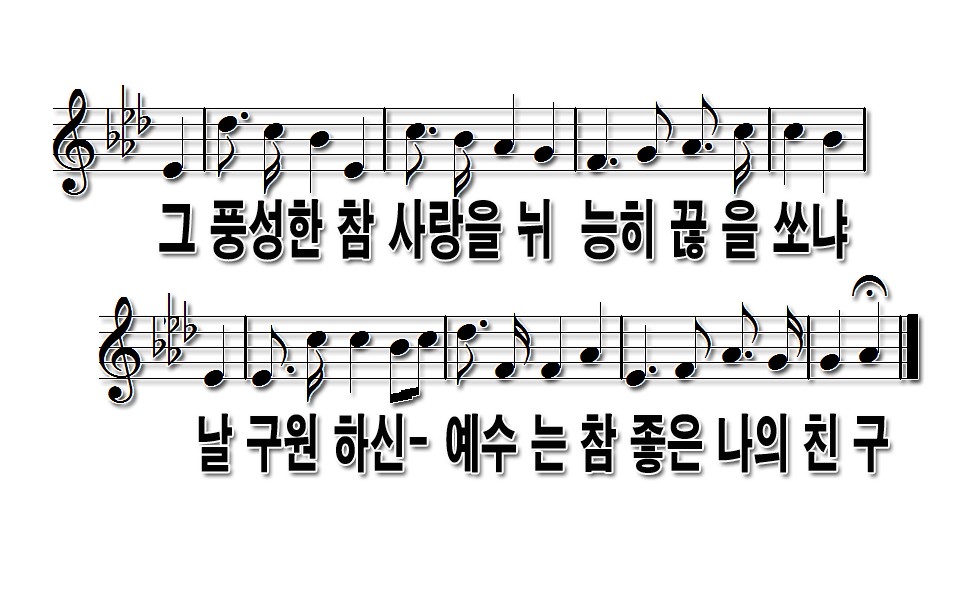 그 풍성한 참 사랑을 뉘 능히 끊 을 쏘냐
날 구원 하신- 예수 는 참 좋은 나의 친 구